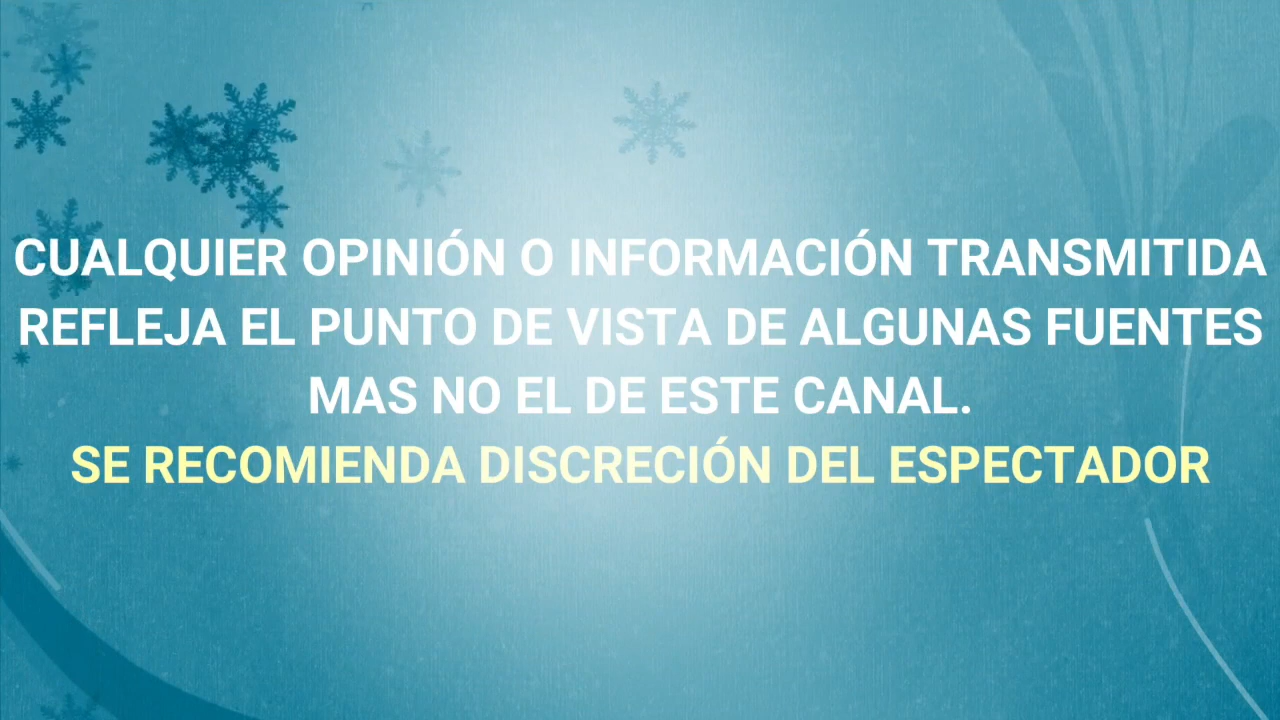 CUALQUIER OPINIÓN O INFORMACIÓN TRANSMITIDA
REFLEJA EL PUNTO DE VISTA DE ALGUNAS FUENTES
MAS NO EL DE ESTE CANAL.
SE RECOMIENDA DISCRECIÓN DEL ESPECTADOR